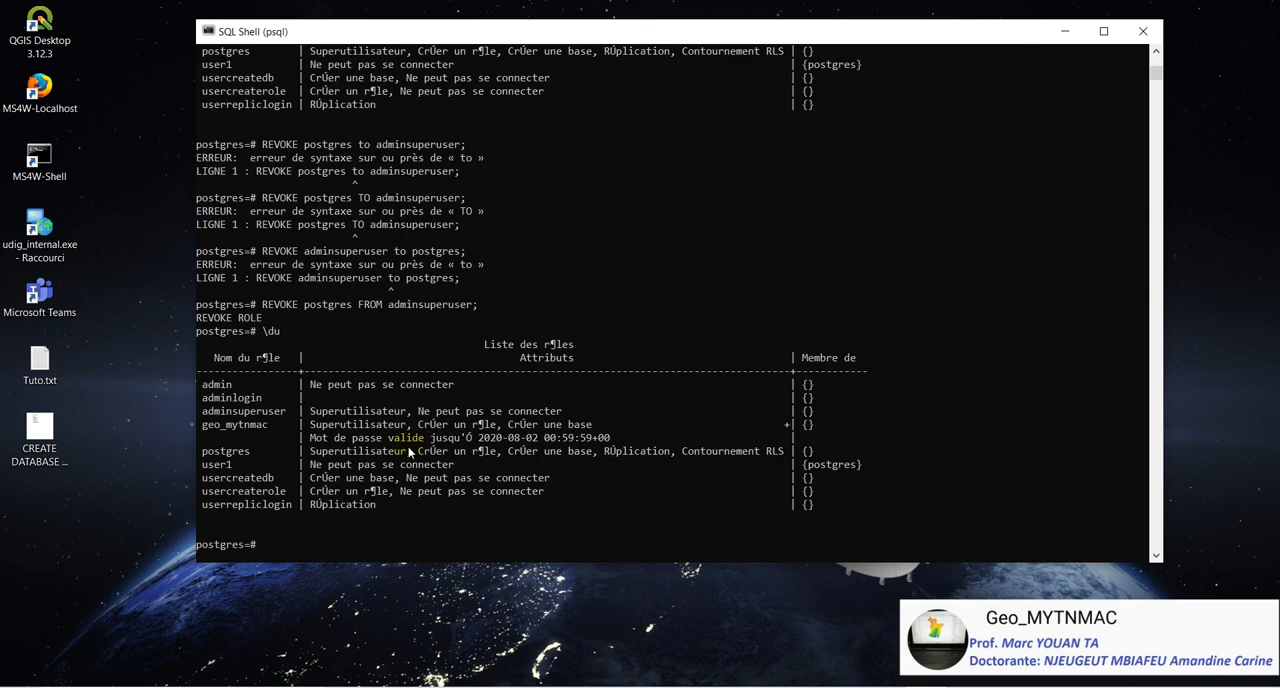 QGIS Desktop
3.12.3
MS4W-Localhost
MS4W-Shell
udig_internal.exe
- Raccourci
Microsoft Teams
Tuto.txt
CREATE
DATABASE ...
SQL Shell (psql)
postgres | Superutilisateur, CrÚer un r¶le, CrÚer une base, RÚplication, Contournement RLS | {}
user1 | Ne peut pas se connecter | {postgres}
usercreatedb | CrÚer une base, Ne peut pas se connecter | {}
usercreaterole | CrÚer un r¶le, Ne peut pas se connecter | {}
userrepliclogin | RÚplication | {}
postgres=# REVOKE postgres to adminsuperuser;
ERREUR:  erreur de syntaxe sur ou près de « to »
LIGNE 1 : REVOKE postgres to adminsuperuser;
^
postgres=# REVOKE postgres TO adminsuperuser;
ERREUR:  erreur de syntaxe sur ou près de « TO »
LIGNE 1 : REVOKE postgres TO adminsuperuser;
^
postgres=# REVOKE adminsuperuser to postgres;
ERREUR:  erreur de syntaxe sur ou près de « to »
LIGNE 1 : REVOKE adminsuperuser to postgres;
^
postgres=# REVOKE postgres FROM adminsuperuser;
REVOKE ROLE
postgres=# \du
Liste des r¶les
Nom du r¶le | Attributs | Membre de
-----------------+--------------------------------------------------------------------------------+------------
admin | Ne peut pas se connecter | {}
adminlogin | | {}
adminsuperuser | Superutilisateur, Ne peut pas se connecter | {}
geo_mytnmac | Superutilisateur, CrÚer un r¶le, CrÚer une base +| {}
| Mot de passe valide jusqu'Ó 2020-08-02 00:59:59+00 |
postgres | Superutilisateur, CrÚer un r¶le, CrÚer une base, RÚplication, Contournement RLS | {}
user1 | Ne peut pas se connecter | {postgres}
usercreatedb | CrÚer une base, Ne peut pas se connecter | {}
usercreaterole | CrÚer un r¶le, Ne peut pas se connecter | {}
userrepliclogin | RÚplication | {}
postgres=#
Geo_MYTNMAC
Prof. Marc YOUAN TA
Doctorante: NJEUGEUT MBIAFEU Amandine Carine